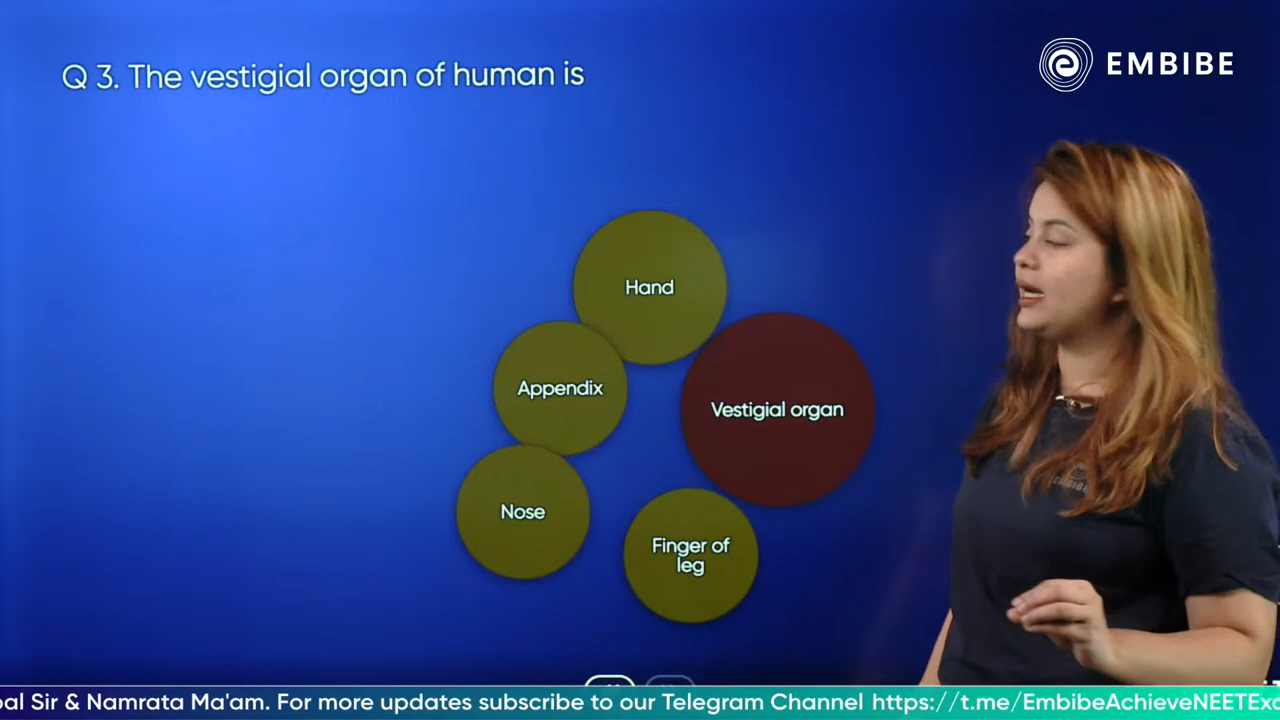 Q 3. The vestigial organ of human is
EMBIBE
Hand
Appendix
Vestigial organ
Nose
Finger of
leg
pal Sir & Namrata Ma'am. For more updates subscribe to our Telegram Channel https://t.me/EmbibeAchieveNEETExa